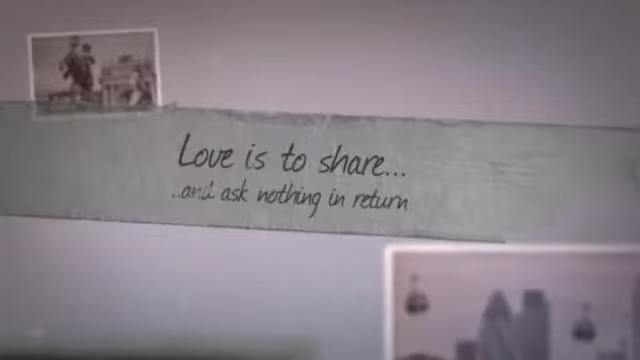 Love is to share...
..and ask nothing in return